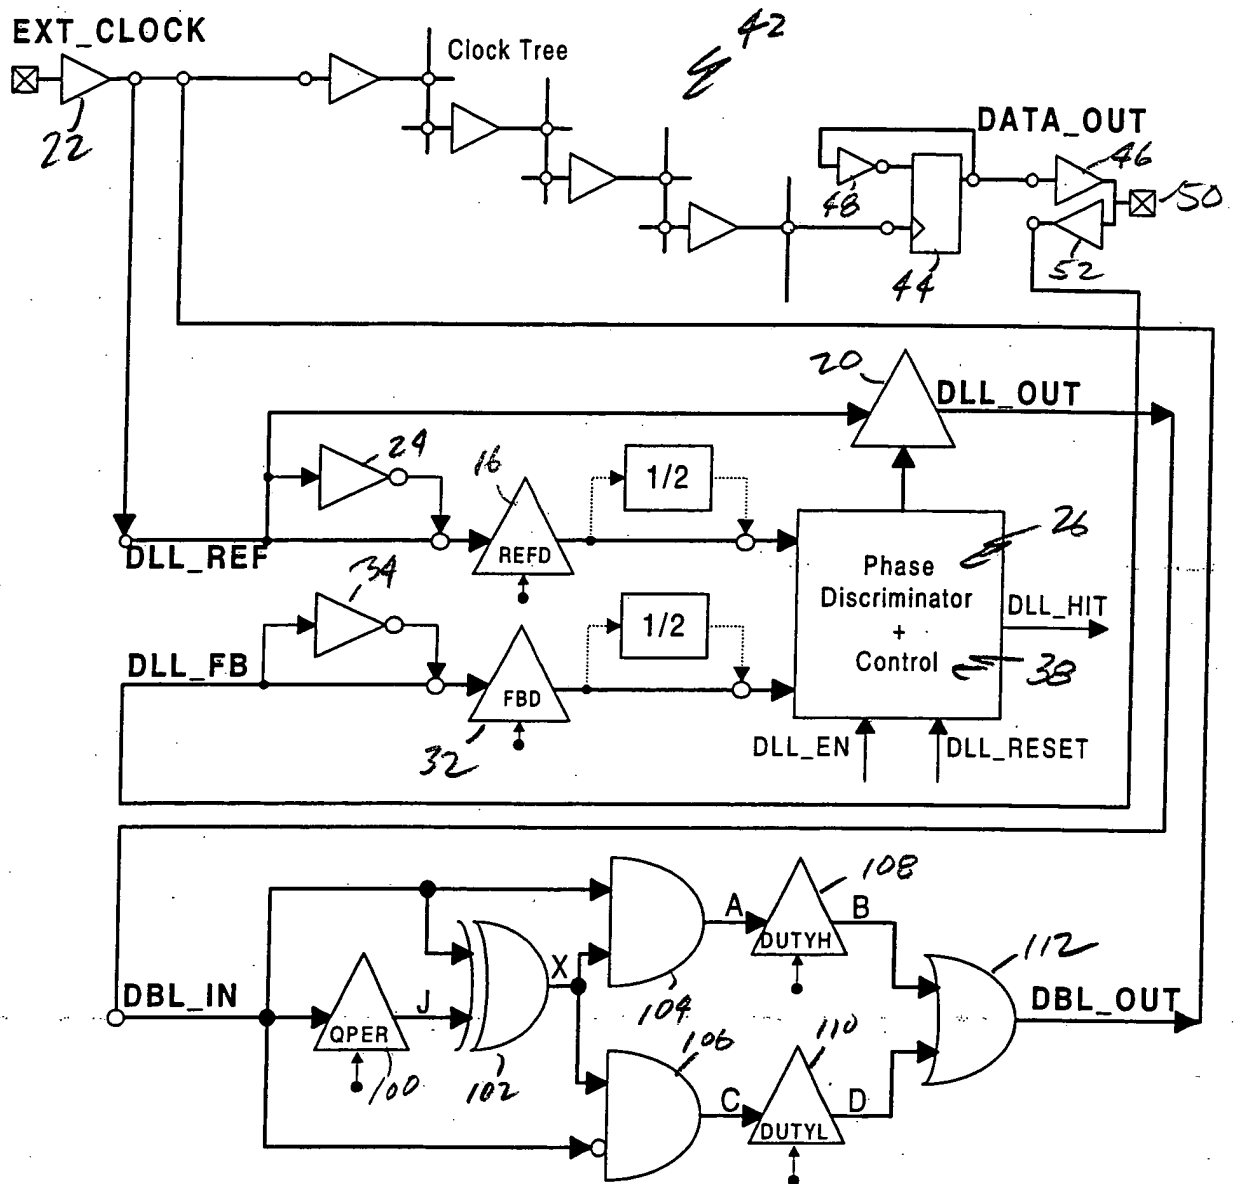 EXT_CLOCK
22
Clock Tree
42
DATA_OUT
46
48
50
44
52
20
DLL_OUT
24
16
1/2
DLL_REF
REFD
26
Phase
Discriminator
+
Control
38
DLL_HIT
34
1/2
DLL_FB
FBD
32
DLL_EN
DLL_RESET
108
A
DUTYH
B
112
X
104
DBL_IN
J
QPER
100
102
DBL_OUT
106
110
C
DUTYL
D